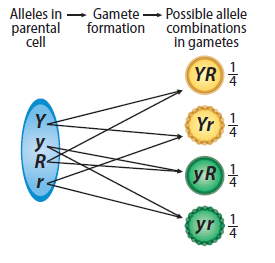 Alleles in → Gamete → Possible allele
parental formation combinations
cell in gametes
YR 1/4
Y
y
R
r
Yr 1/4
yR 1/4
yr 1/4